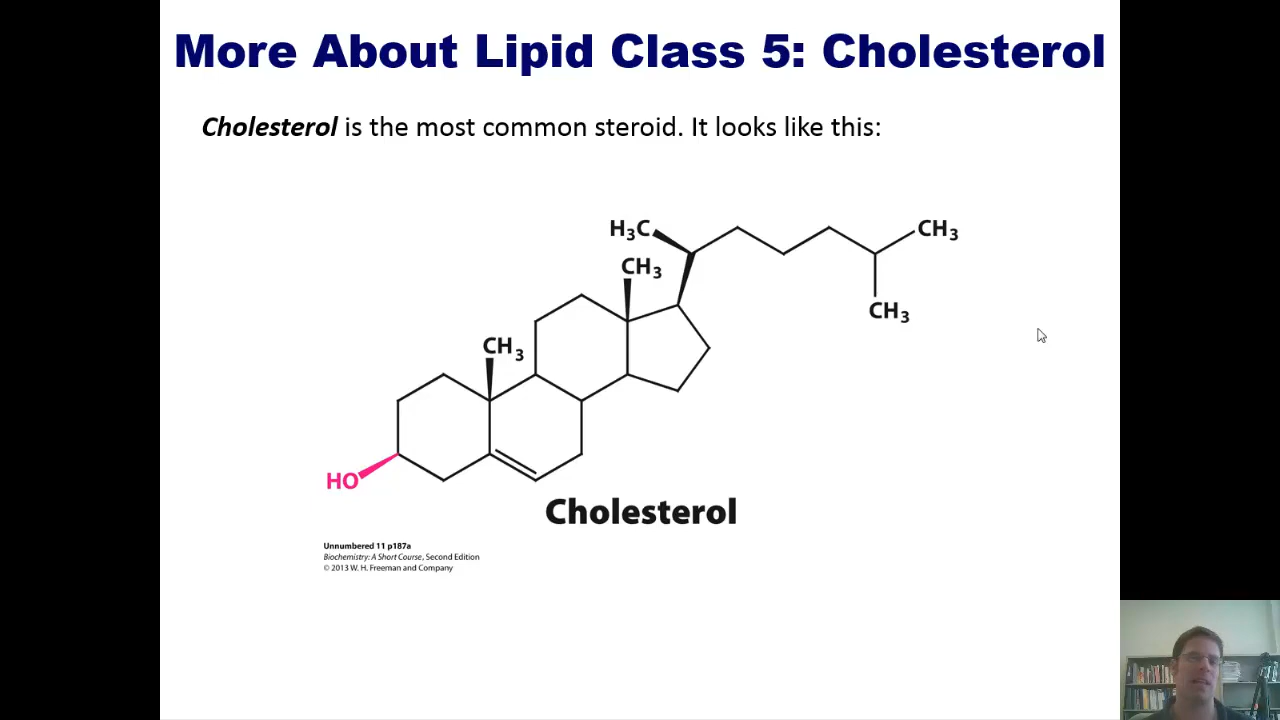 More About Lipid Class 5: Cholesterol
Cholesterol is the most common steroid. It looks like this:
H₃C
CH₃
CH₃
CH₃
CH₃
HO
Cholesterol
Unnumbered 11 p187a
Biochemistry: A Short Course, Second Edition
© 2013 W. H. Freeman and Company